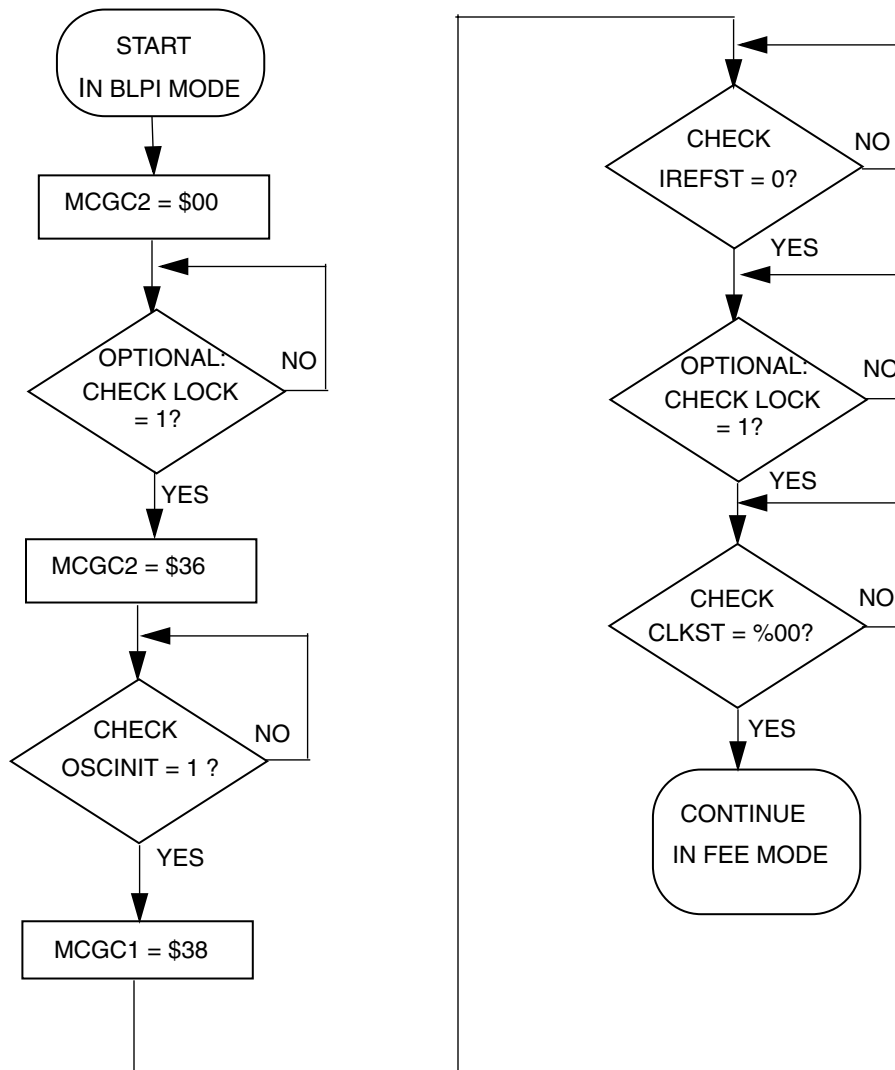 START
IN BLPI MODE
MCGC2 = $00
OPTIONAL:
CHECK LOCK
= 1?
NO
YES
MCGC2 = $36
CHECK
OSCINIT = 1 ?
NO
YES
MCGC1 = $38
CHECK
IREFST = 0?
NO
YES
OPTIONAL:
CHECK LOCK
= 1?
NO
YES
CHECK
CLKST = %00?
NO
YES
CONTINUE
IN FEE MODE